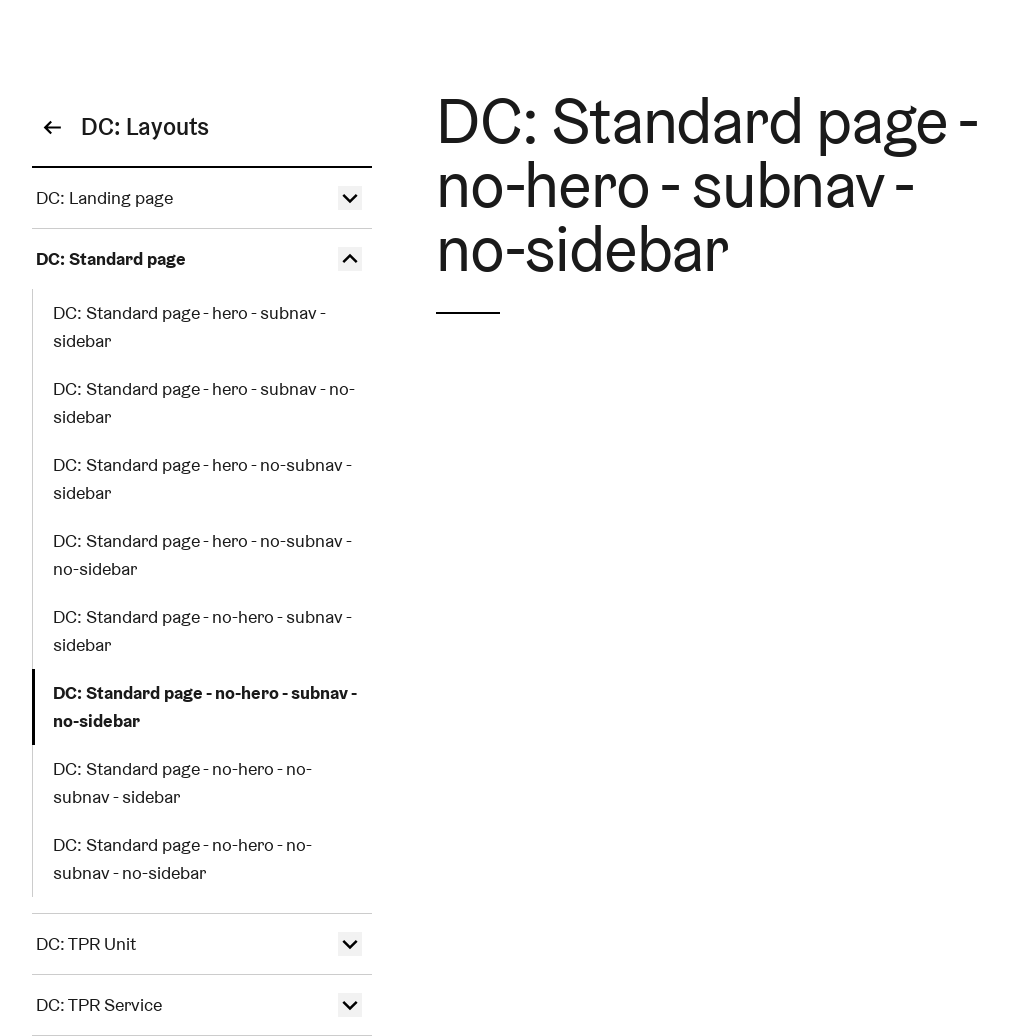 DC: Layouts
DC: Landing page
DC: Standard page
DC: Standard page - hero - subnav -
sidebar
DC: Standard page - hero - subnav - no-
sidebar
DC: Standard page - hero - no-subnav -
sidebar
DC: Standard page - hero - no-subnav -
no-sidebar
DC: Standard page - no-hero - subnav -
sidebar
DC: Standard page - no-hero - subnav -
no-sidebar
DC: Standard page - no-hero - no-
subnav - sidebar
DC: Standard page - no-hero - no-
subnav - no-sidebar
DC: TPR Unit
DC: TPR Service
DC: Standard page -
no-hero - subnav -
no-sidebar